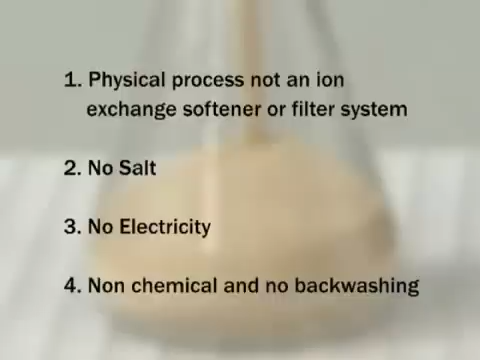 1. Physical process not an ion
exchange softener or filter system
2. No Salt
3. No Electricity
4. Non chemical and no backwashing